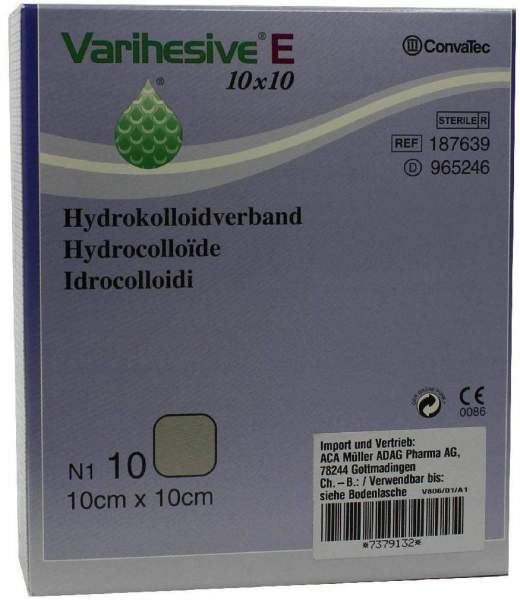 Varihesive® E
10x10
ConvaTec
®
STERILE R
REF 187639
D 965246
Hydrokolloidverband
Hydrocolloïde
Idrocolloidi
0086
N1 10
10cm x 10cm
Import und Vertrieb:
ACA Müller ADAG Pharma AG,
78244 Gottmadingen
Ch. – B.: / Verwendbar bis:
siehe Bodenlasche V806/01/A1
*7379132*